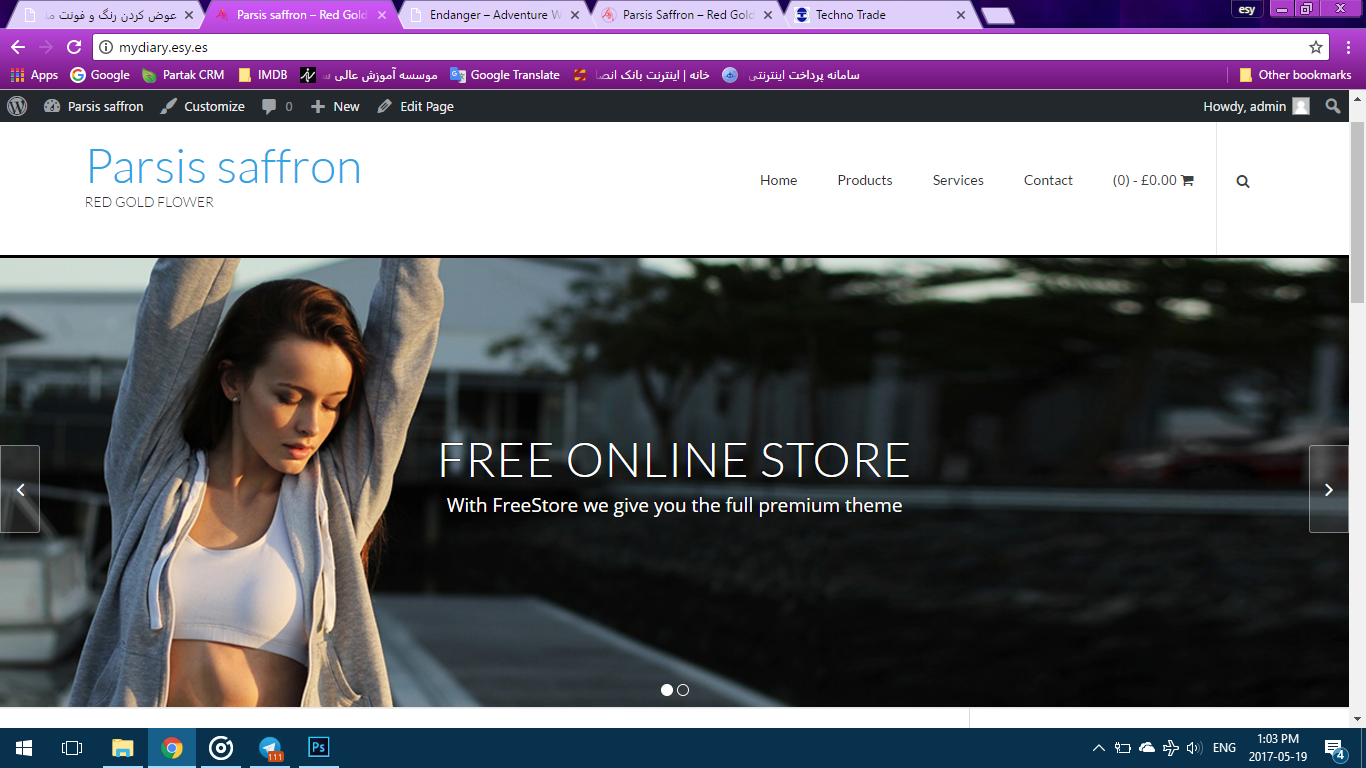 عوض کردن رنگ و فونت
Parsis saffron – Red Gold
Endanger – Adventure W
Parsis Saffron – Red Gold
Techno Trade
esy
mydiary.esy.es
Apps
Google
Partak CRM
IMDB
موسسه آموزش عالی
Google Translate
خانه | اینترنت بانک
سامانه پرداخت اینترنتی
Other bookmarks
Parsis saffron
Customize
0
New
Edit Page
Howdy, admin
Parsis saffron
RED GOLD FLOWER
Home
Products
Services
Contact
(0) - £0.00
FREE ONLINE STORE
With FreeStore we give you the full premium theme
111
Ps
ENG
1:03 PM
2017-05-19
4